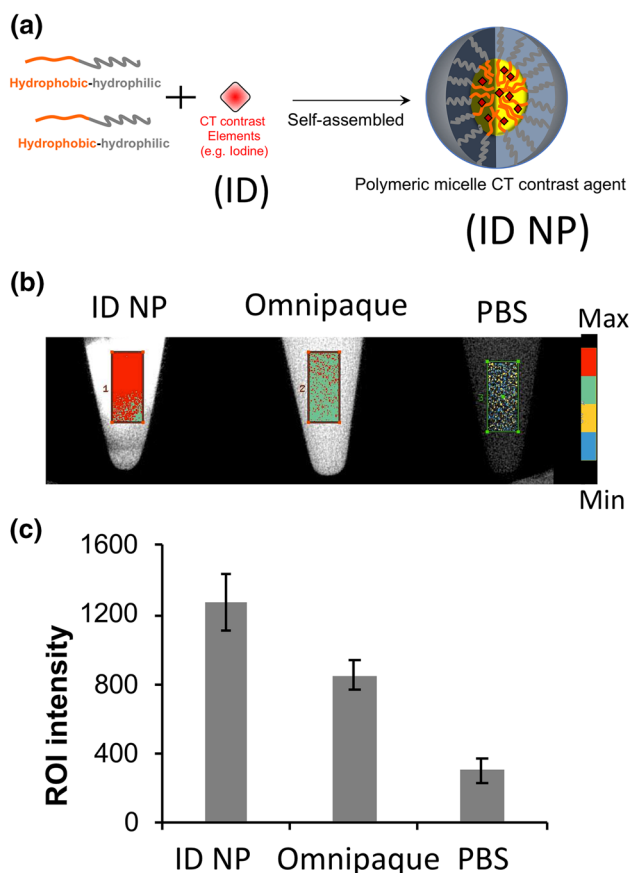 (a)
Hydrophobic-hydrophilic
Hydrophobic-hydrophilic
+
CT contrast
Elements
(e.g. Iodine)
(ID)
Self-assembled
Polymeric micelle CT contrast agent
(ID NP)
(b)
ID NP
Omnipaque
PBS
Max
1
2
3
Min
(c)
ROI intensity
1600
1200
800
400
0
ID NP
Omnipaque
PBS